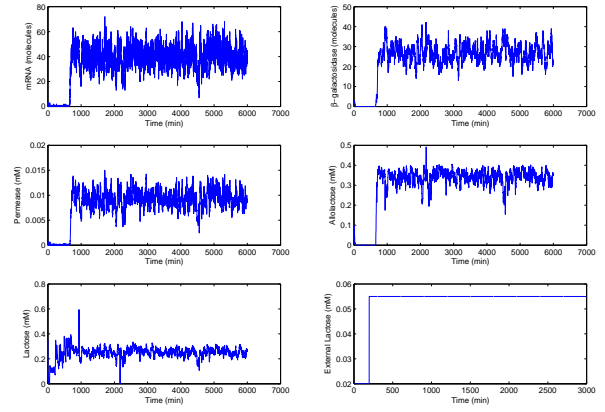 80
60
40
20
0
mRNA (molecules)
0 1000 2000 3000 4000 5000 6000 7000
Time (min)
50
40
30
20
10
0
β−galactosidase (molecules)
0 1000 2000 3000 4000 5000 6000 7000
Time (min)
0.02
0.015
0.01
0.005
0
Permease (mM)
0 1000 2000 3000 4000 5000 6000 7000
Time (min)
0.5
0.4
0.3
0.2
0.1
0
Allolactose (mM)
0 1000 2000 3000 4000 5000 6000 7000
Time (min)
0.8
0.6
0.4
0.2
0
Lactose (mM)
0 1000 2000 3000 4000 5000 6000 7000
Time (min)
0.06
0.05
0.04
0.03
0.02
External Lactose (mM)
500 1000 1500 2000 2500 3000
Time (min)